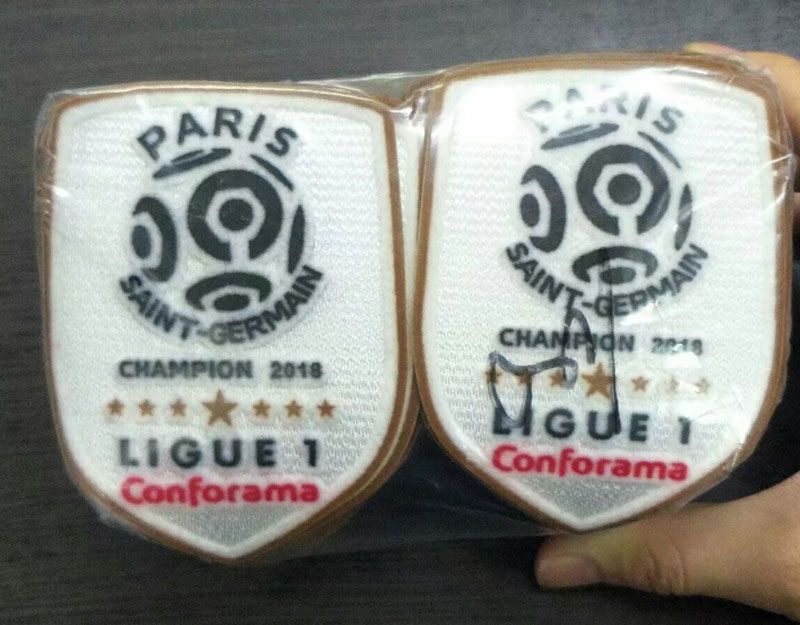 PARIS
SAINT-GERMAIN
CHAMPION 2018
LIGUE 1
Conforama
PARIS
SAINT-GERMAIN
CHAMPION 2018
LIGUE 1
Conforama